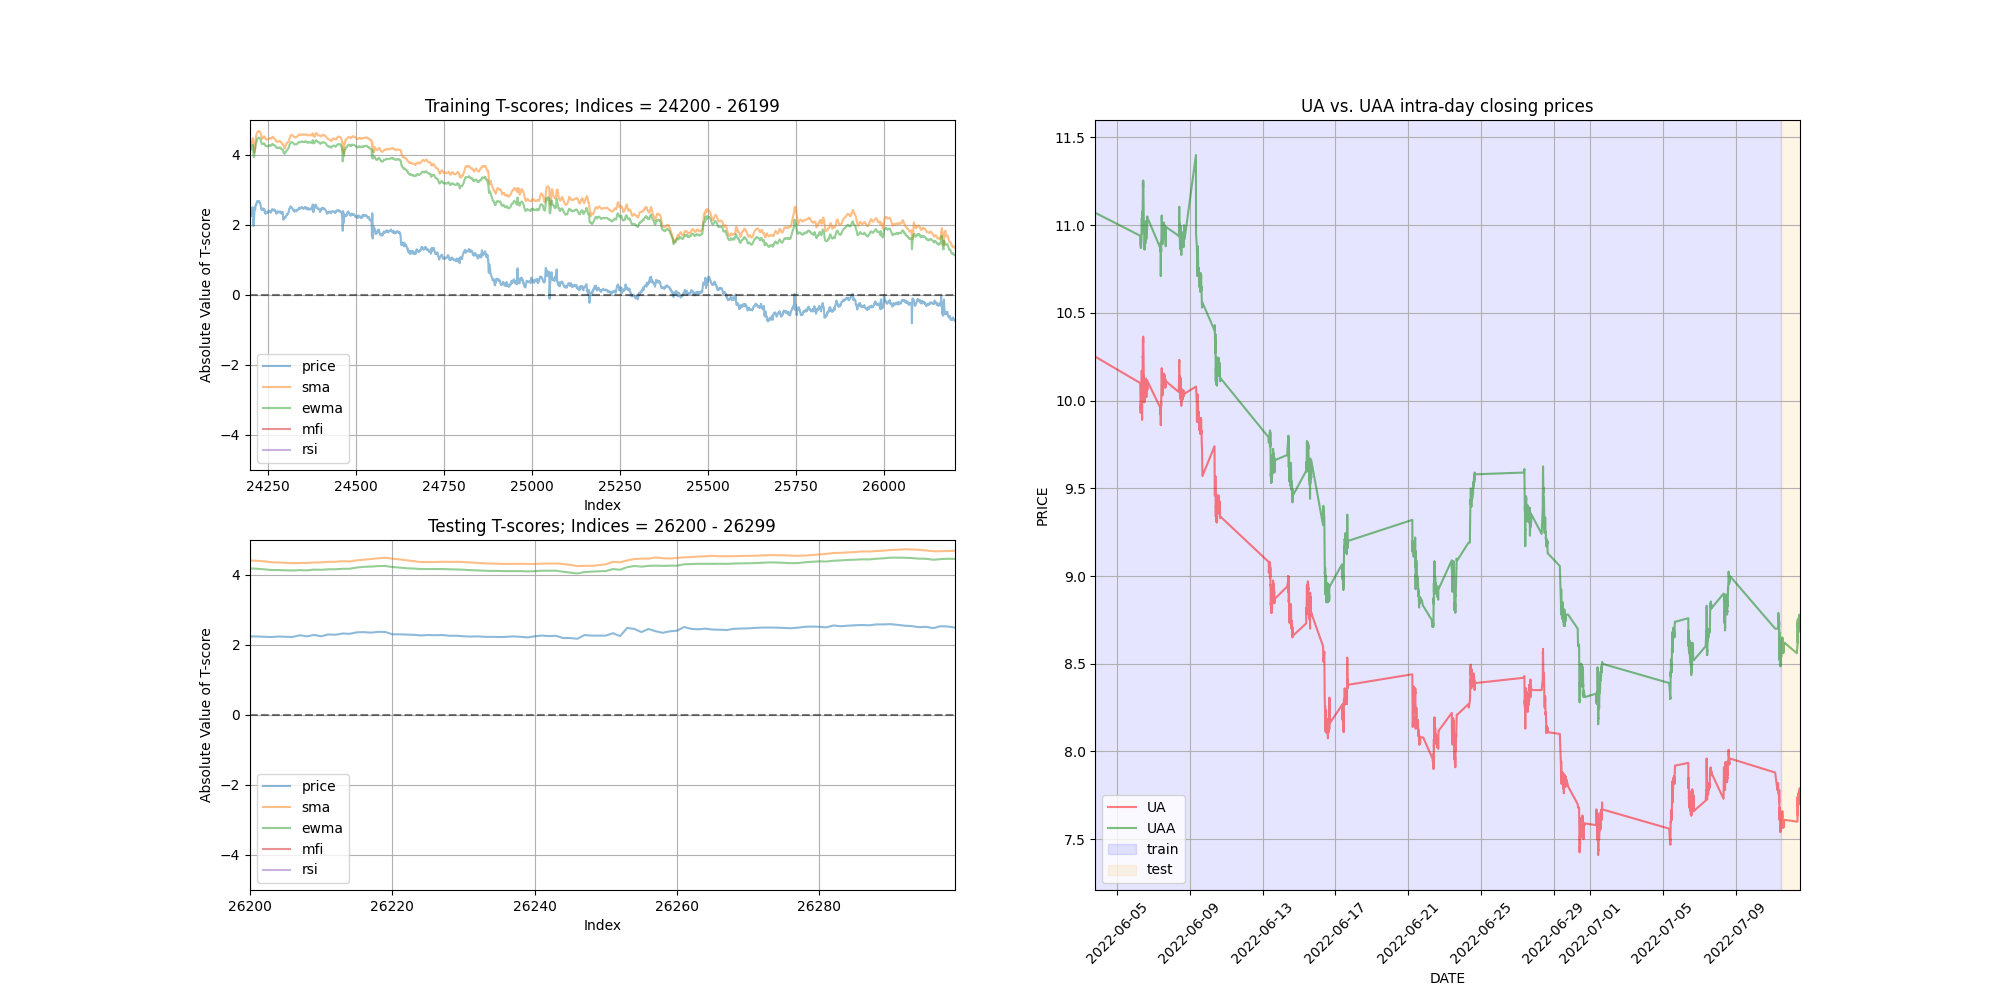 Training T-scores; Indices = 24200 - 26199
Absolute Value of T-score
4
2
0
−2
−4
price
sma
ewma
mfi
rsi
24250 24500 24750 25000 25250 25500 25750 26000
Index
Testing T-scores; Indices = 26200 - 26299
Absolute Value of T-score
4
2
0
−2
−4
price
sma
ewma
mfi
rsi
26200 26220 26240 26260 26280
Index
UA vs. UAA intra-day closing prices
PRICE
11.5
11.0
10.5
10.0
9.5
9.0
8.5
8.0
7.5
UA
UAA
train
test
2022-06-05 2022-06-09 2022-06-13 2022-06-17 2022-06-21 2022-06-25 2022-06-29 2022-07-01 2022-07-05 2022-07-09
DATE